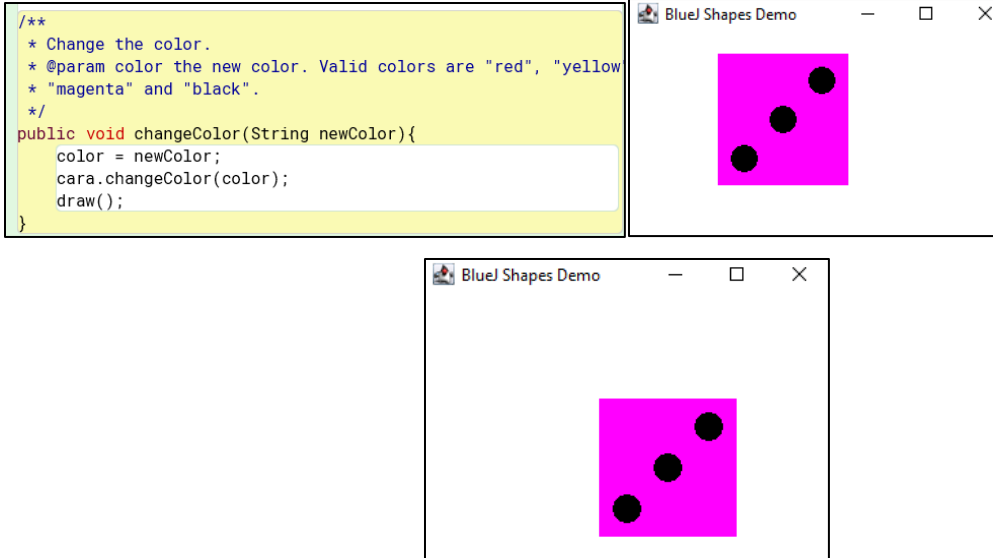 /**
* Change the color.
* @param color the new color. Valid colors are "red", "yellow"
* "magenta" and "black".
*/
public void changeColor(String newColor){
color = newColor;
cara.changeColor(color);
draw();
}
BlueJ Shapes Demo
BlueJ Shapes Demo